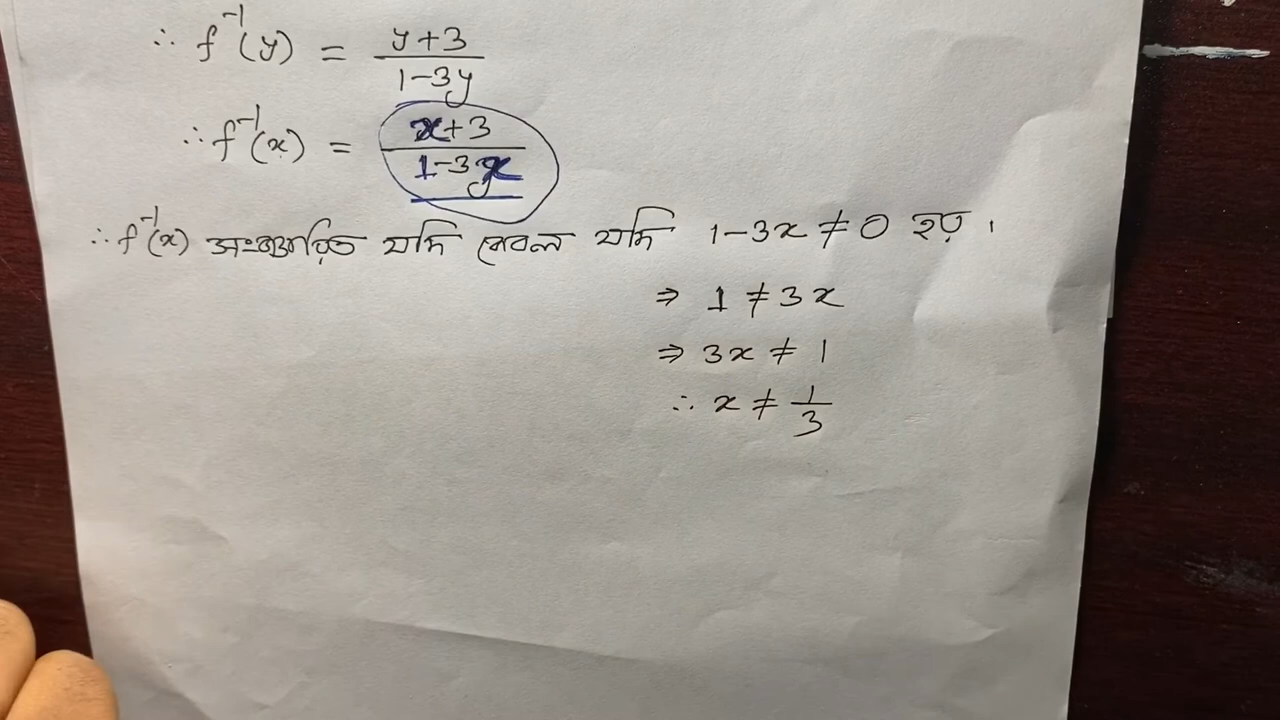 ∴ f⁻¹(y) = (y+3)/(1-3y)
∴ f⁻¹(x) = (x+3)/(1-3x)
∴ f⁻¹(x) সংজ্ঞায়িত যদি কেবল যদি 1-3x ≠ 0 হয় ।
⇒ 1 ≠ 3x
⇒ 3x ≠ 1
∴ x ≠ 1/3